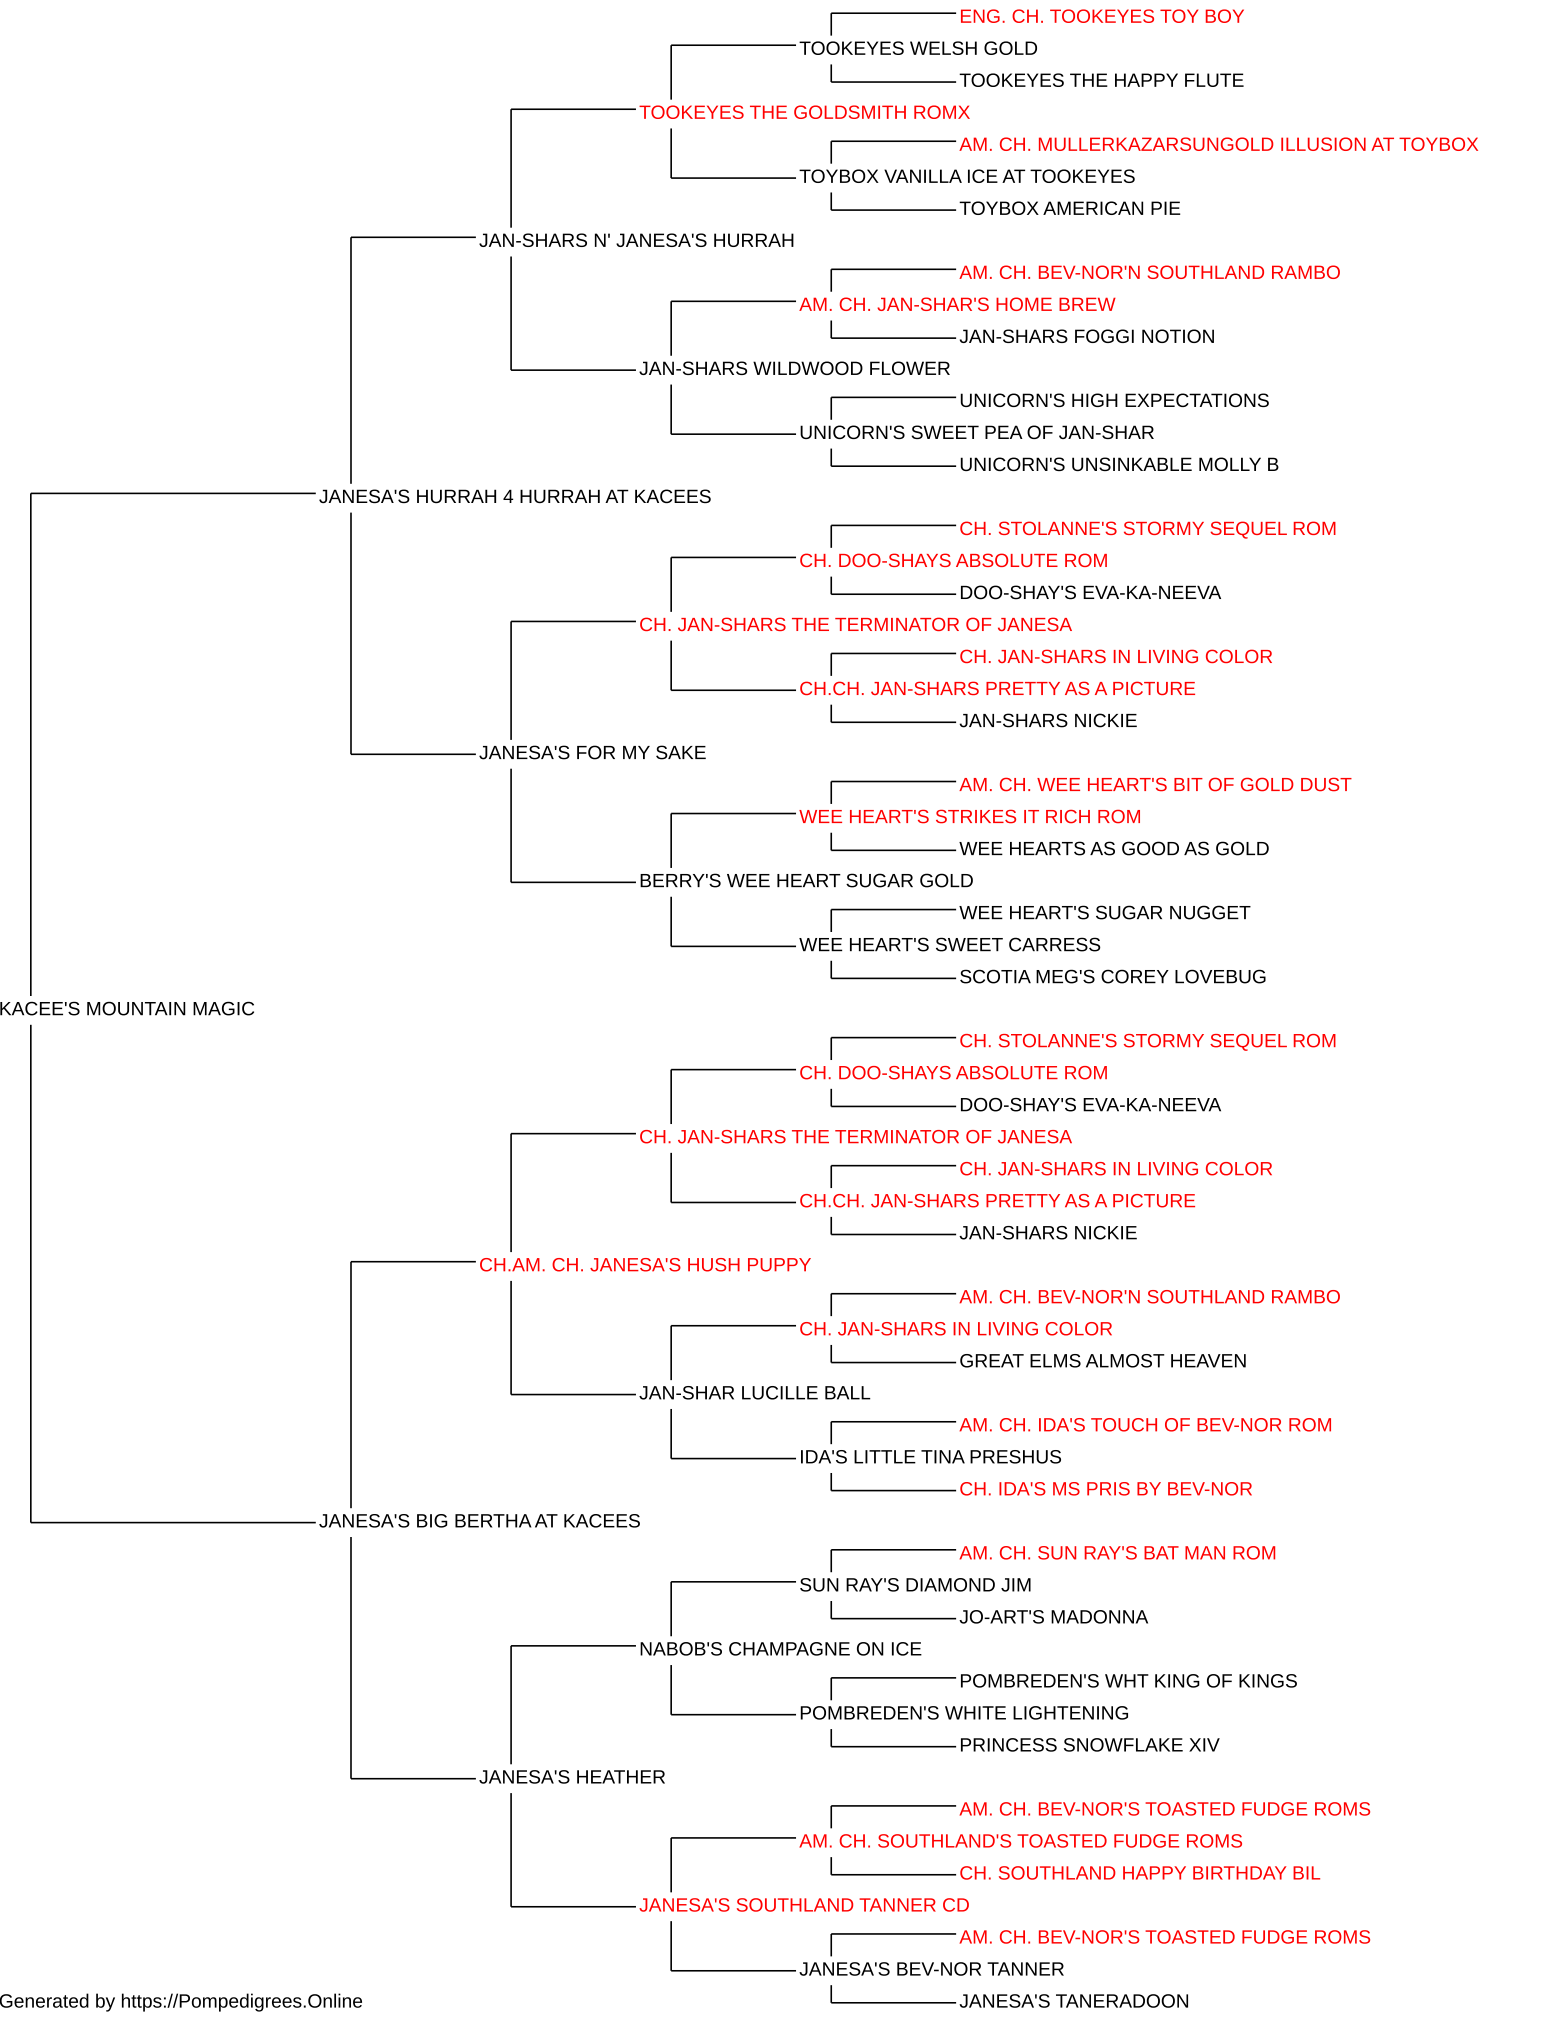 ENG. CH. TOOKEYES TOY BOY
TOOKEYES WELSH GOLD
TOOKEYES THE HAPPY FLUTE
TOOKEYES THE GOLDSMITH ROMX
AM. CH. MULLERKAZARSUNGOLD ILLUSION AT TOYBOX
TOYBOX VANILLA ICE AT TOOKEYES
TOYBOX AMERICAN PIE
JAN-SHARS N' JANESA'S HURRAH
AM. CH. BEV-NOR'N SOUTHLAND RAMBO
AM. CH. JAN-SHAR'S HOME BREW
JAN-SHARS FOGGI NOTION
JAN-SHARS WILDWOOD FLOWER
UNICORN'S HIGH EXPECTATIONS
UNICORN'S SWEET PEA OF JAN-SHAR
UNICORN'S UNSINKABLE MOLLY B
JANESA'S HURRAH 4 HURRAH AT KACEES
CH. STOLANNE'S STORMY SEQUEL ROM
CH. DOO-SHAYS ABSOLUTE ROM
DOO-SHAY'S EVA-KA-NEEVA
CH. JAN-SHARS THE TERMINATOR OF JANESA
CH. JAN-SHARS IN LIVING COLOR
CH.CH. JAN-SHARS PRETTY AS A PICTURE
JAN-SHARS NICKIE
JANESA'S FOR MY SAKE
AM. CH. WEE HEART'S BIT OF GOLD DUST
WEE HEART'S STRIKES IT RICH ROM
WEE HEARTS AS GOOD AS GOLD
BERRY'S WEE HEART SUGAR GOLD
WEE HEART'S SUGAR NUGGET
WEE HEART'S SWEET CARRESS
SCOTIA MEG'S COREY LOVEBUG
KACEE'S MOUNTAIN MAGIC
CH. STOLANNE'S STORMY SEQUEL ROM
CH. DOO-SHAYS ABSOLUTE ROM
DOO-SHAY'S EVA-KA-NEEVA
CH. JAN-SHARS THE TERMINATOR OF JANESA
CH. JAN-SHARS IN LIVING COLOR
CH.CH. JAN-SHARS PRETTY AS A PICTURE
JAN-SHARS NICKIE
CH.AM. CH. JANESA'S HUSH PUPPY
AM. CH. BEV-NOR'N SOUTHLAND RAMBO
CH. JAN-SHARS IN LIVING COLOR
GREAT ELMS ALMOST HEAVEN
JAN-SHAR LUCILLE BALL
AM. CH. IDA'S TOUCH OF BEV-NOR ROM
IDA'S LITTLE TINA PRESHUS
CH. IDA'S MS PRIS BY BEV-NOR
JANESA'S BIG BERTHA AT KACEES
AM. CH. SUN RAY'S BAT MAN ROM
SUN RAY'S DIAMOND JIM
JO-ART'S MADONNA
NABOB'S CHAMPAGNE ON ICE
POMBREDEN'S WHT KING OF KINGS
POMBREDEN'S WHITE LIGHTENING
PRINCESS SNOWFLAKE XIV
JANESA'S HEATHER
AM. CH. BEV-NOR'S TOASTED FUDGE ROMS
AM. CH. SOUTHLAND'S TOASTED FUDGE ROMS
CH. SOUTHLAND HAPPY BIRTHDAY BIL
JANESA'S SOUTHLAND TANNER CD
AM. CH. BEV-NOR'S TOASTED FUDGE ROMS
JANESA'S BEV-NOR TANNER
JANESA'S TANERADOON
Generated by https://Pompedigrees.Online